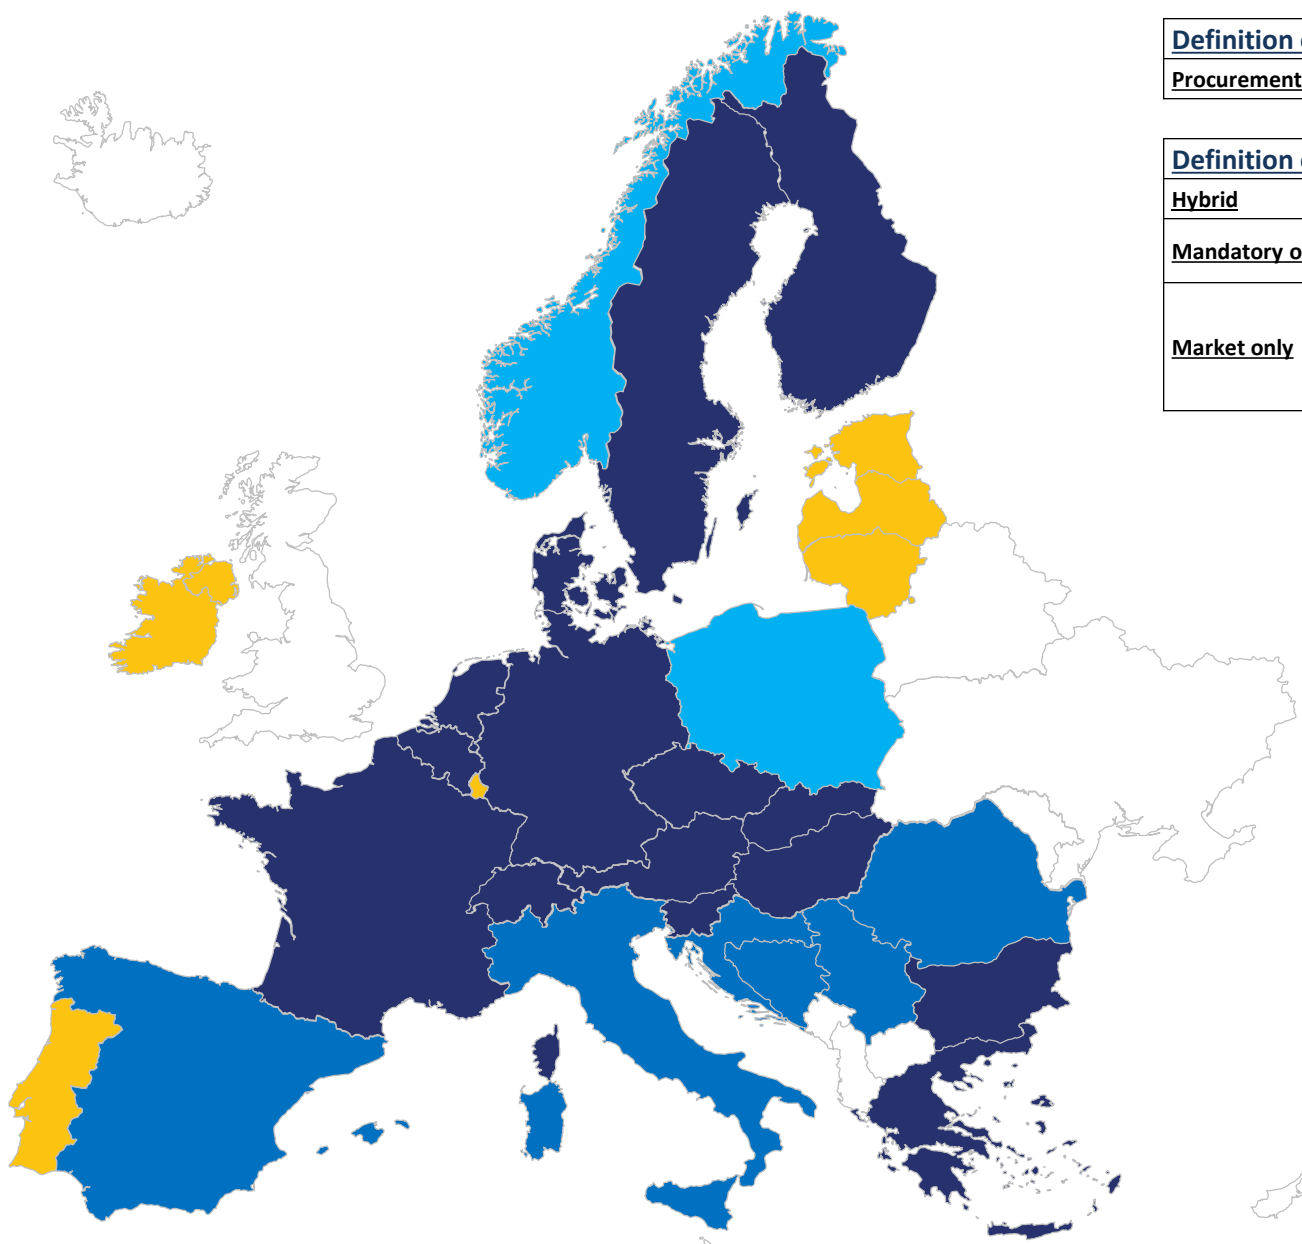 Definition
Procurement
Definition
Hybrid
Mandatory
Market only